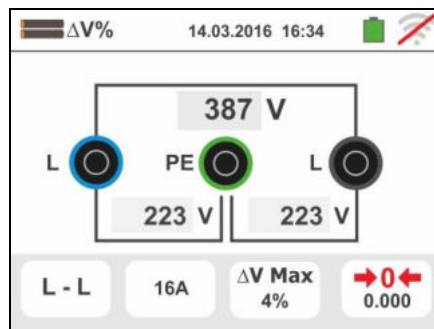 ΔV% 14.03.2016 16:34
387 V
L PE L
223 V 223 V
L - L 16A ΔV Max 4% 0 0.000